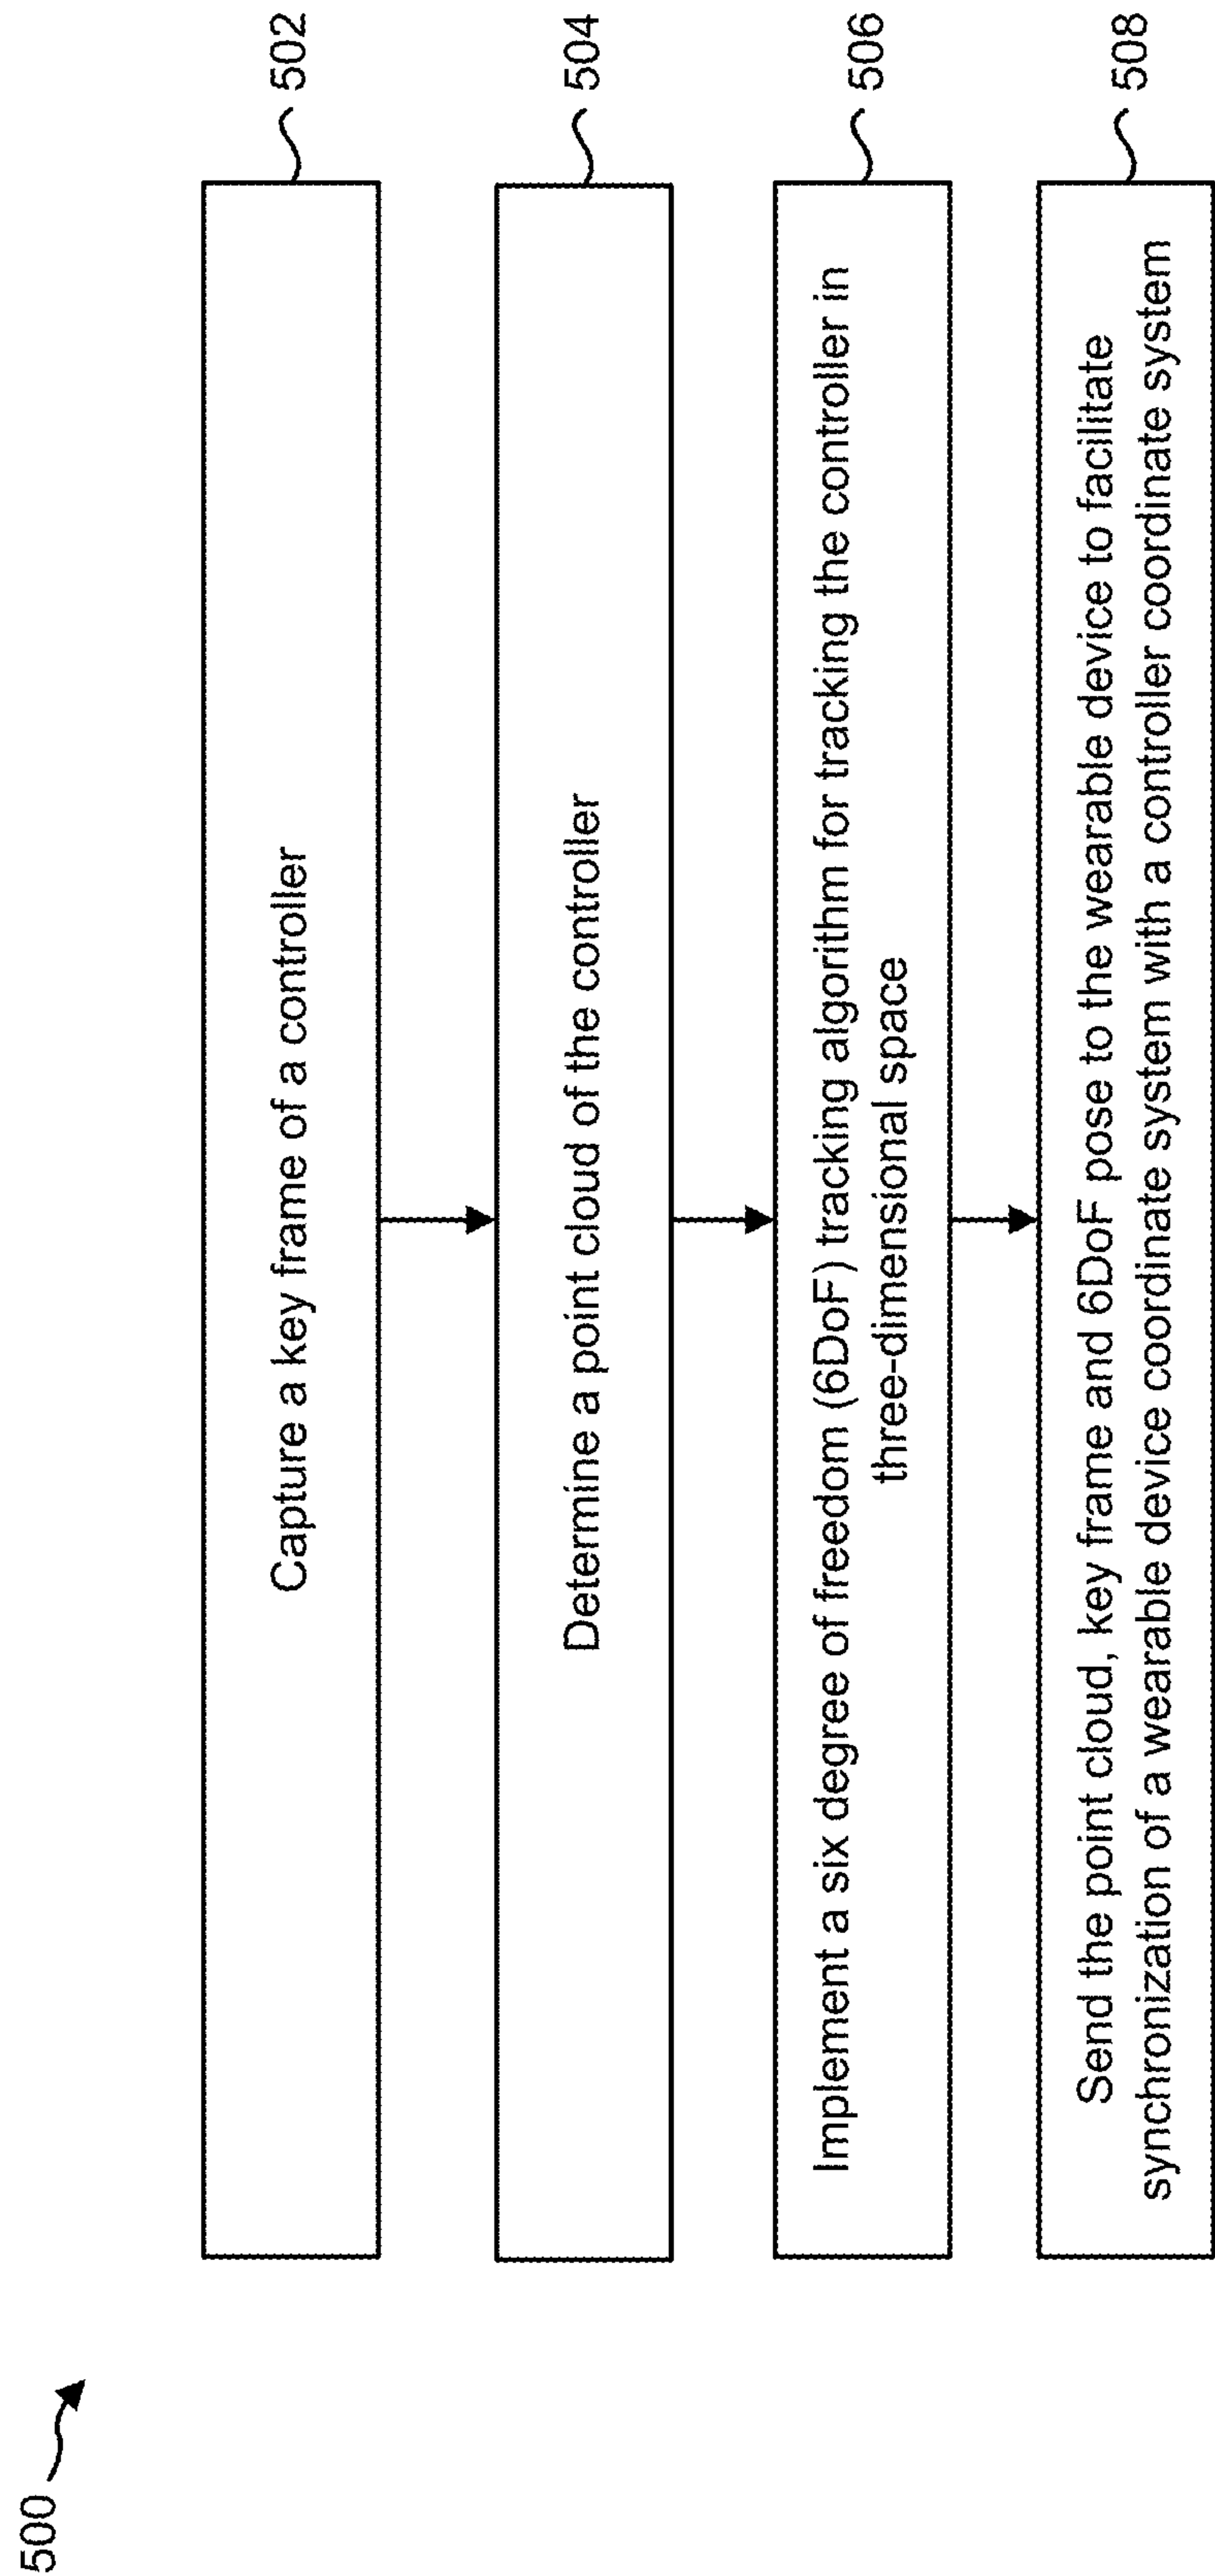 500
Capture a key frame of a controller
502
Determine a point cloud of the controller
504
Implement a six degree of freedom (6DoF) tracking algorithm for tracking the controller in
three-dimensional space
506
Send the point cloud, key frame and 6DoF pose to the wearable device to facilitate
synchronization of a wearable device coordinate system with a controller coordinate system
508